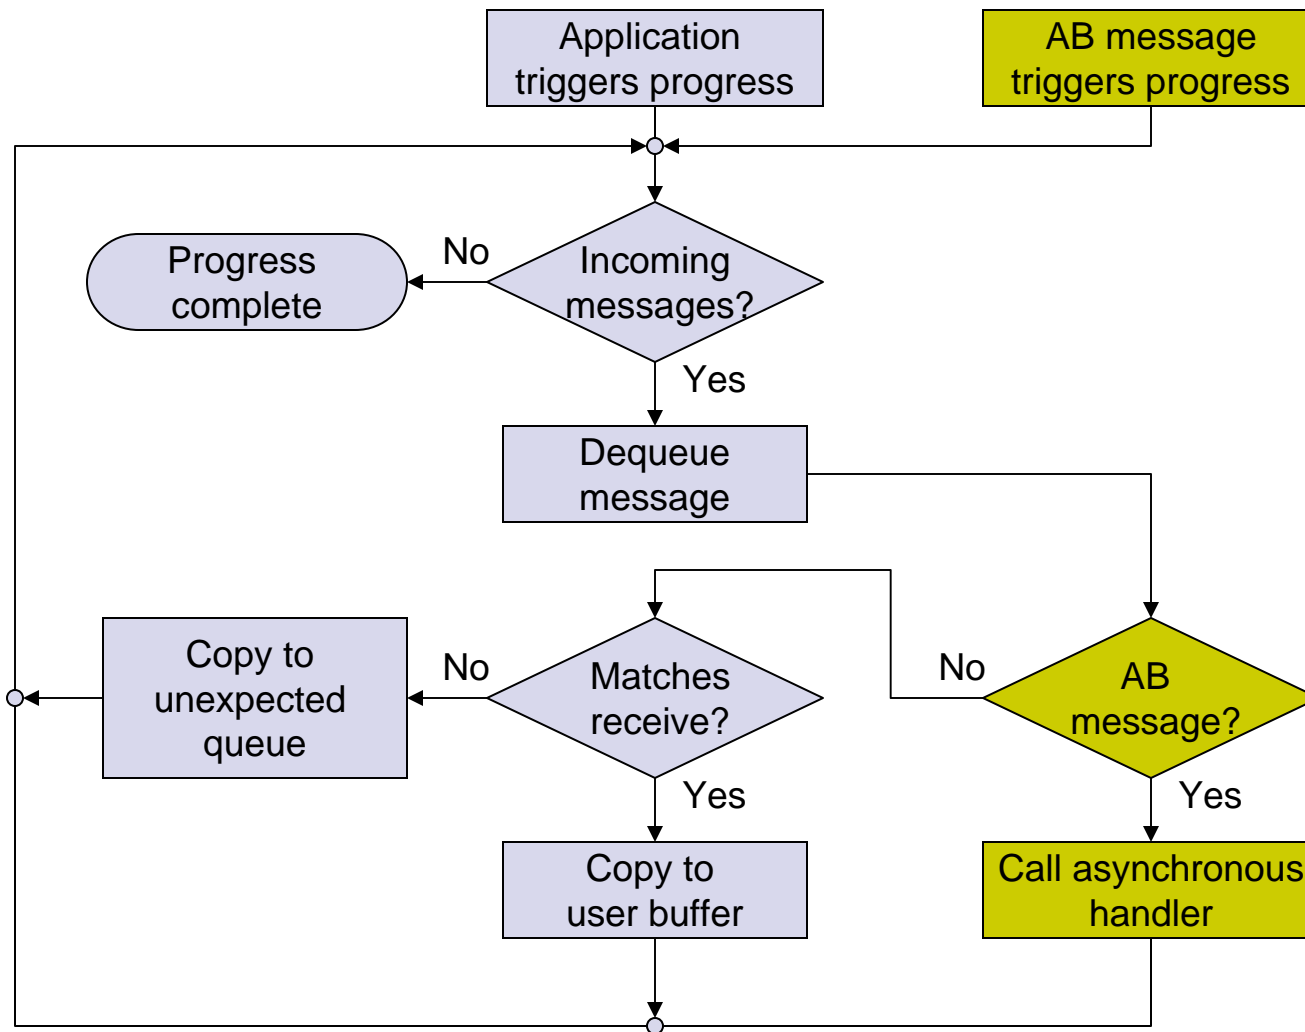 Application
triggers progress
AB message
triggers progress
Progress
complete
No
Incoming
messages?
Yes
Dequeue
message
Copy to
unexpected
queue
No
Matches
receive?
No
AB
message?
Yes
Yes
Copy to
user buffer
Call asynchronous
handler